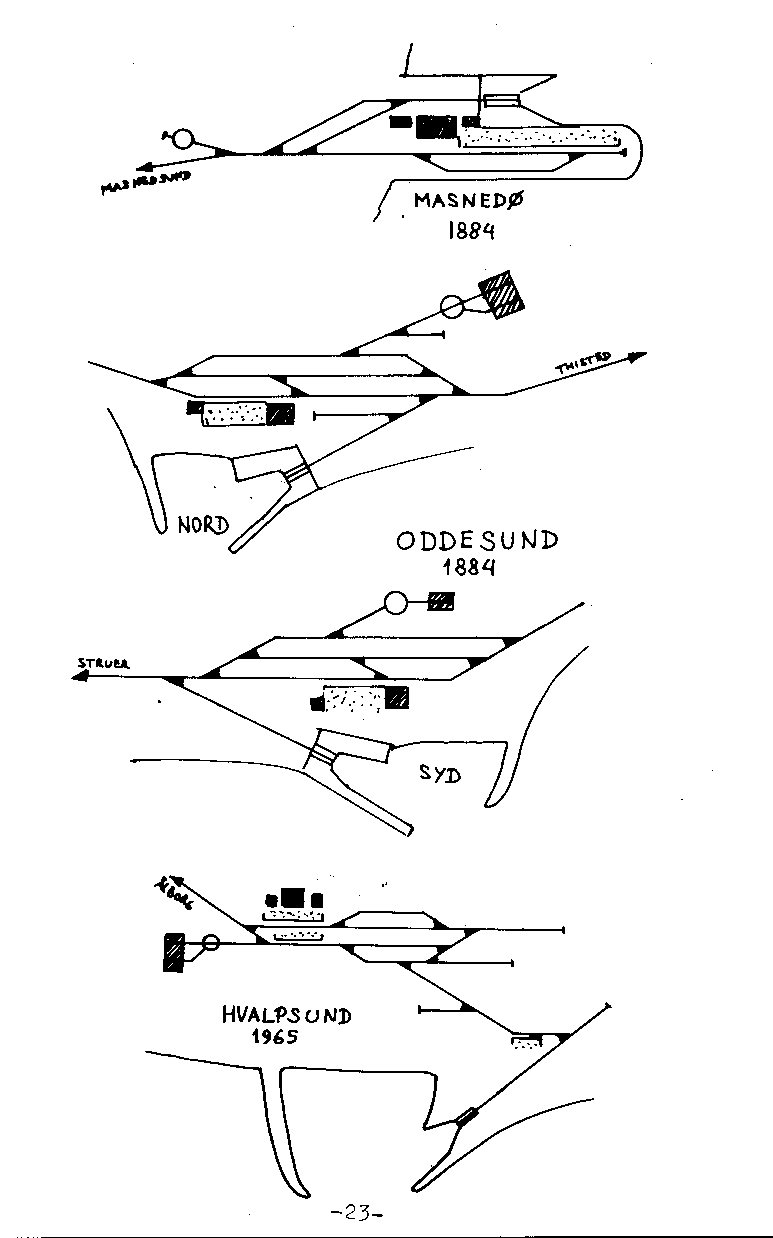 MASNEDSUND
MASNEDØ
1884
THISTED
NORD
ODDESUND
1884
STRUER
SYD
ÅLBORG
HVALPSUND
1965
-23-